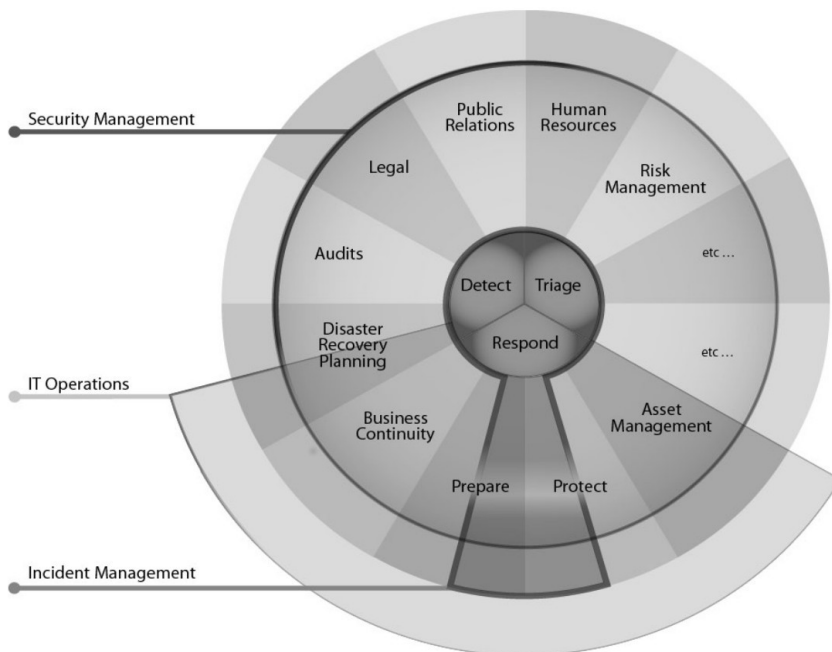 Security Management
Public
Relations
Human
Resources
Legal
Risk
Management
Audits
etc ...
Detect
Triage
Respond
Disaster
Recovery
Planning
etc ...
IT Operations
Business
Continuity
Asset
Management
Prepare
Protect
Incident Management